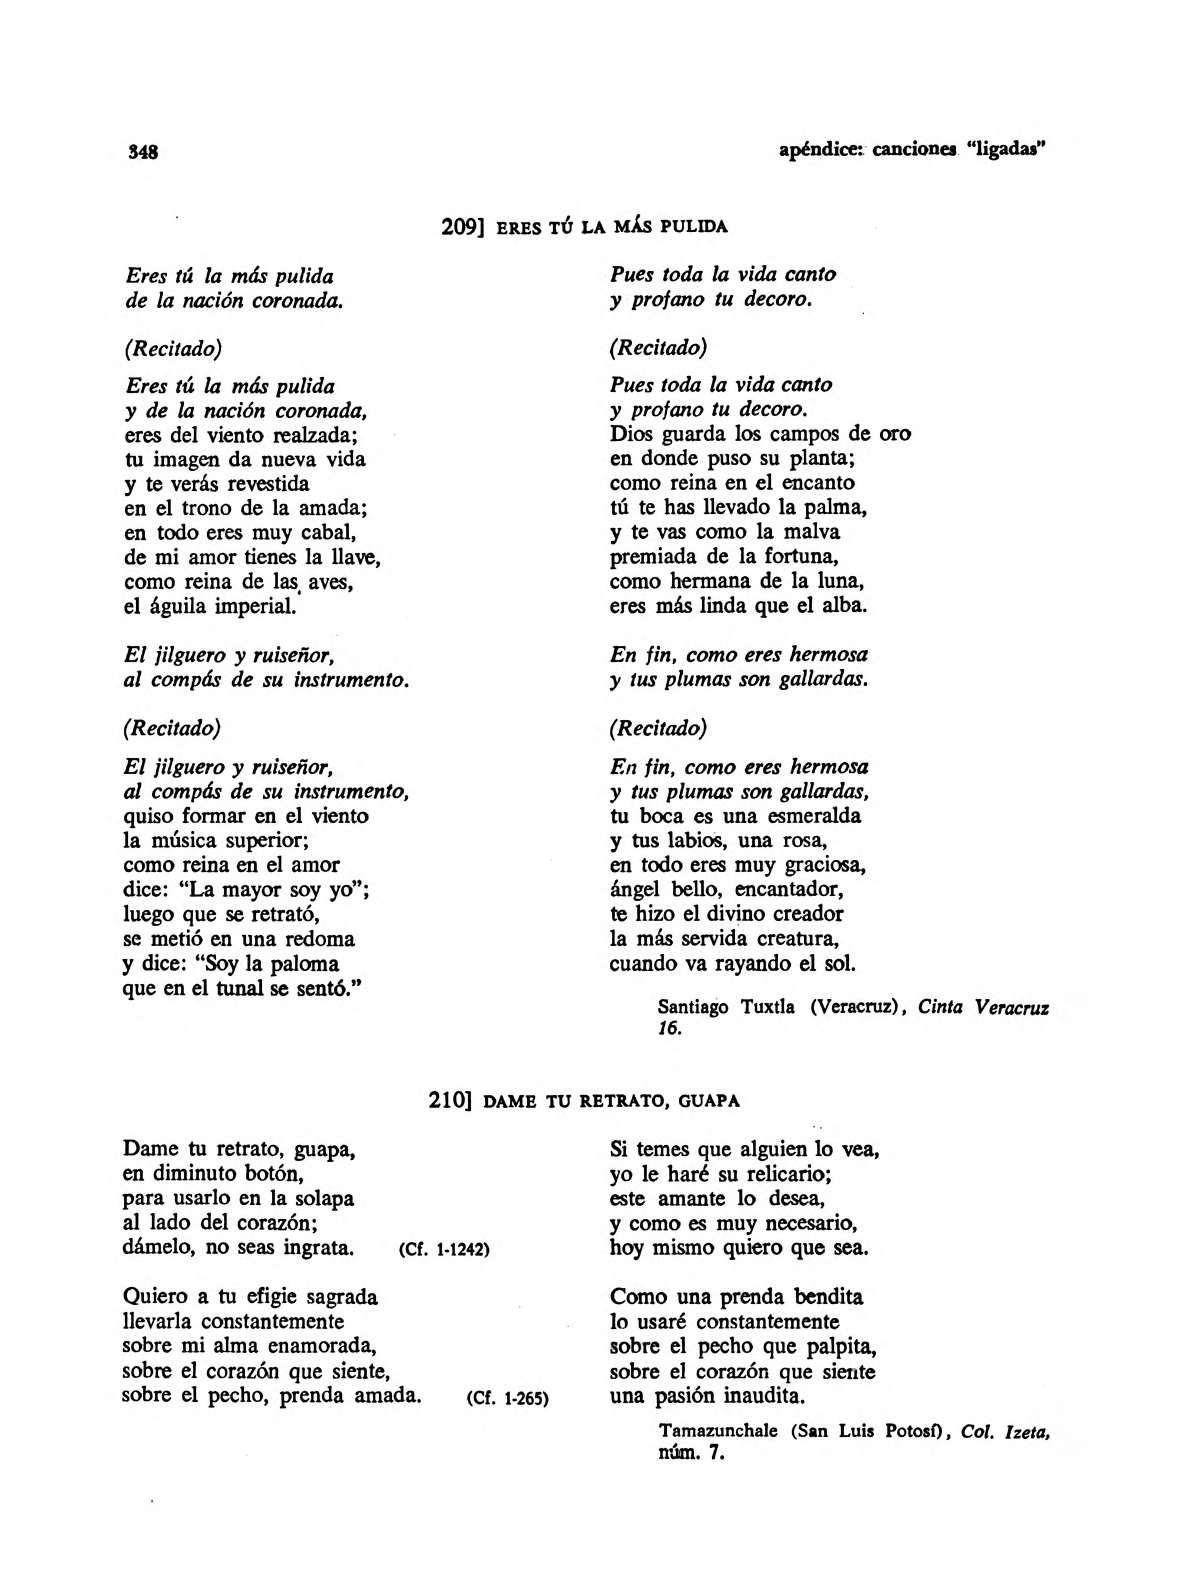 348
apéndice: canciones “ligadas”
209] ERES TÚ LA MÁS PULIDA
Eres tú la más pulida
de la nación coronada.
(Recitado)
Eres tú la más pulida
y de la nación coronada,
eres del viento realzada;
tu imagen da nueva vida
y te verás revestida
en el trono de la amada;
en todo eres muy cabal,
de mi amor tienes la llave,
como reina de las aves,
el águila imperial.
El jilguero y ruiseñor,
al compás de su instrumento.
(Recitado)
El jilguero y ruiseñor,
al compás de su instrumento,
quiso formar en el viento
la música superior;
como reina en el amor
dice: “La mayor soy yo”;
luego que se retrató,
se metió en una redoma
y dice: “Soy la paloma
que en el tunal se sentó.”
Pues toda la vida canto
y profano tu decoro.
(Recitado)
Pues toda la vida canto
y profano tu decoro.
Dios guarda los campos de oro
en donde puso su planta;
como reina en el encanto
tú te has llevado la palma,
y te vas como la malva
premiada de la fortuna,
como hermana de la luna,
eres más linda que el alba.
En fin, como eres hermosa
y tus plumas son gallardas.
(Recitado)
En fin, como eres hermosa
y tus plumas son gallardas,
tu boca es una esmeralda
y tus labios, una rosa,
en todo eres muy graciosa,
ángel bello, encantador,
te hizo el divino creador
la más servida creatura,
cuando va rayando el sol.
Santiago Tuxtla (Veracruz), Cinta Veracruz
16.
210] DAME TU RETRATO, GUAPA
Dame tu retrato, guapa,
en diminuto botón,
para usarlo en la solapa
al lado del corazón;
dámelo, no seas ingrata. (Cf. 1-1242)
Quiero a tu efigie sagrada
llevarla constantemente
sobre mi alma enamorada,
sobre el corazón que siente,
sobre el pecho, prenda amada. (Cf. 1-265)
Si temes que alguien lo vea,
yo le haré su relicario;
este amante lo desea,
y como es muy necesario,
hoy mismo quiero que sea.
Como una prenda bendita
lo usaré constantemente
sobre el pecho que palpita,
sobre el corazón que siente
una pasión inaudita.
Tamazunchale (San Luis Potosí), Col. Izeta,
núm. 7.